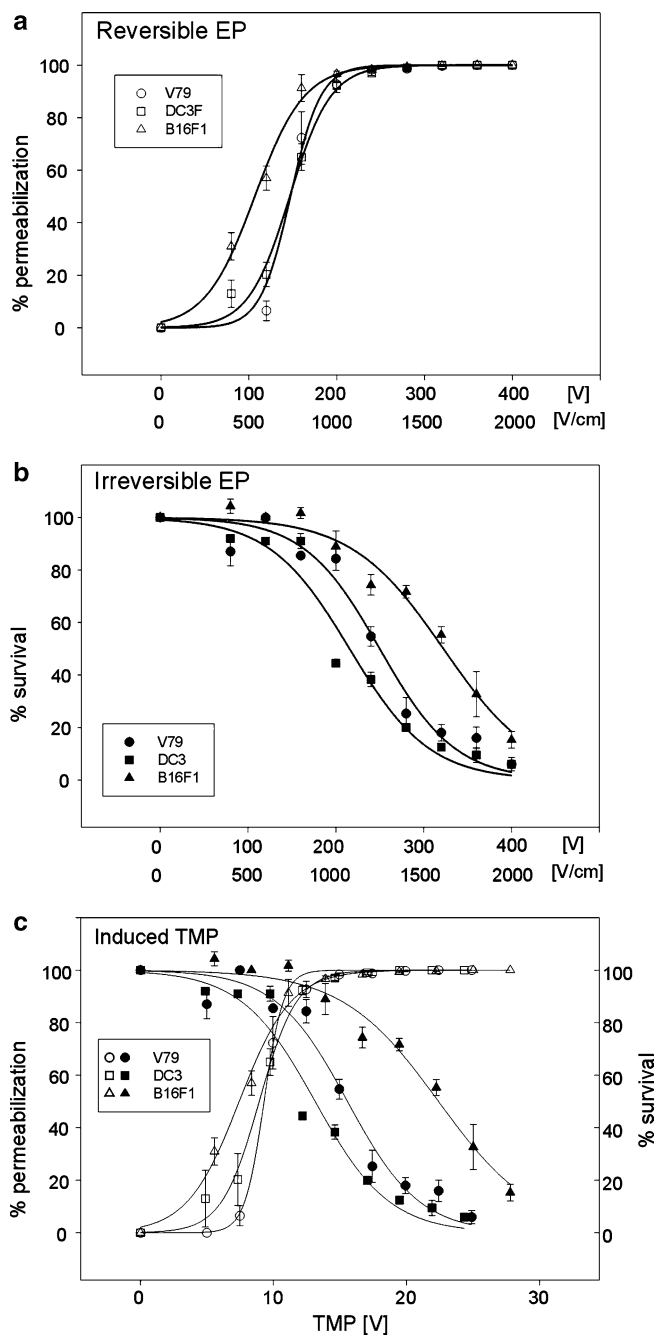 a
Reversible EP
V79
DC3F
B16F1
% permeabilization
100
80
60
40
20
0
0 100 200 300 400 [V]
0 500 1000 1500 2000 [V/cm]
b
Irreversible EP
V79
DC3
B16F1
% survival
100
80
60
40
20
0
0 100 200 300 400 [V]
0 500 1000 1500 2000 [V/cm]
c
Induced TMP
V79
DC3
B16F1
% permeabilization
100
80
60
40
20
0
% survival
100
80
60
40
20
0
0 10 20 30
TMP [V]